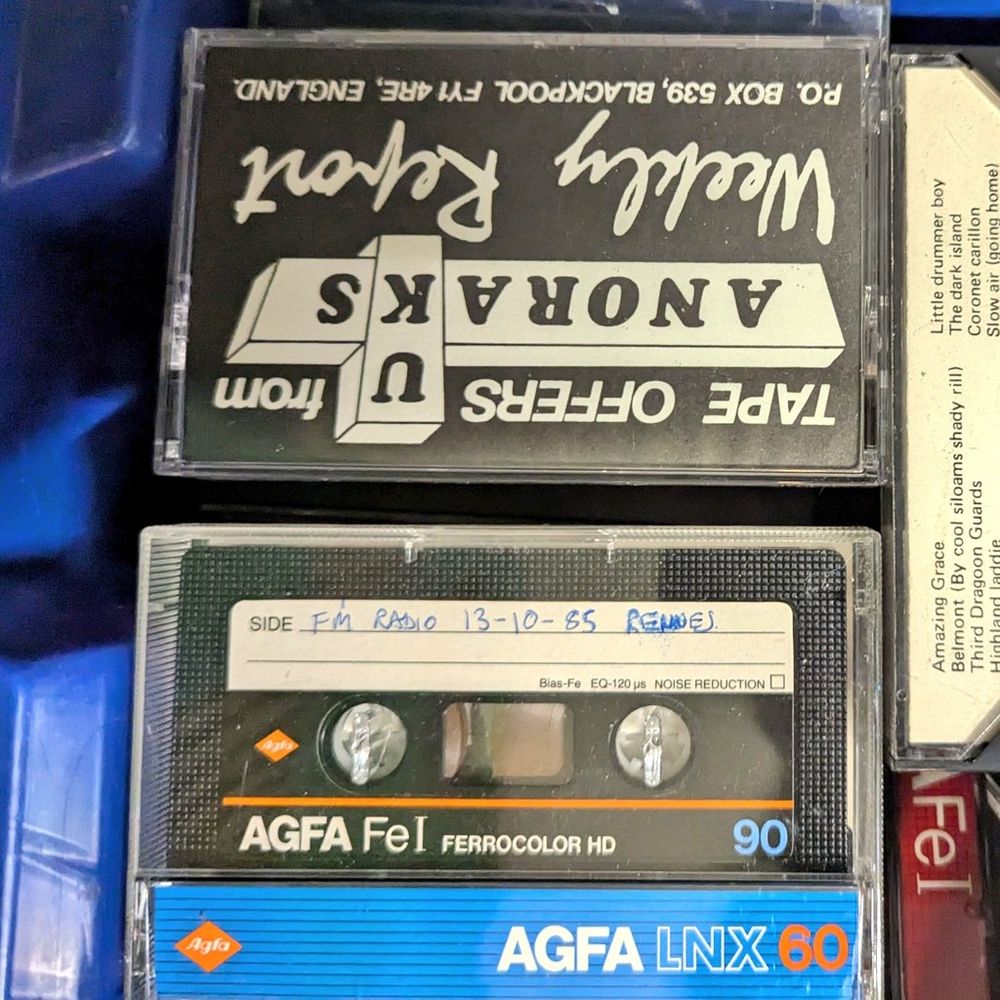 TAPE OFFERS from
U
ANORAKS
Weekly Report
P.O. BOX 539, BLACKPOOL FY1 4RE, ENGLAND.
SIDE FM RADIO 13-10-85 RENNES
Bias-Fe EQ-120 µs NOISE REDUCTION
Agfa
AGFA FeI FERROCOLOR HD 90
Agfa AGFA LNX 60
Little drummer boy
The dark island
Coronet carillon
Slow air (going home)
Amazing Grace
Belmont (By cool siloams shady rill)
Third Dragon Guards
Highland laddie
FeI